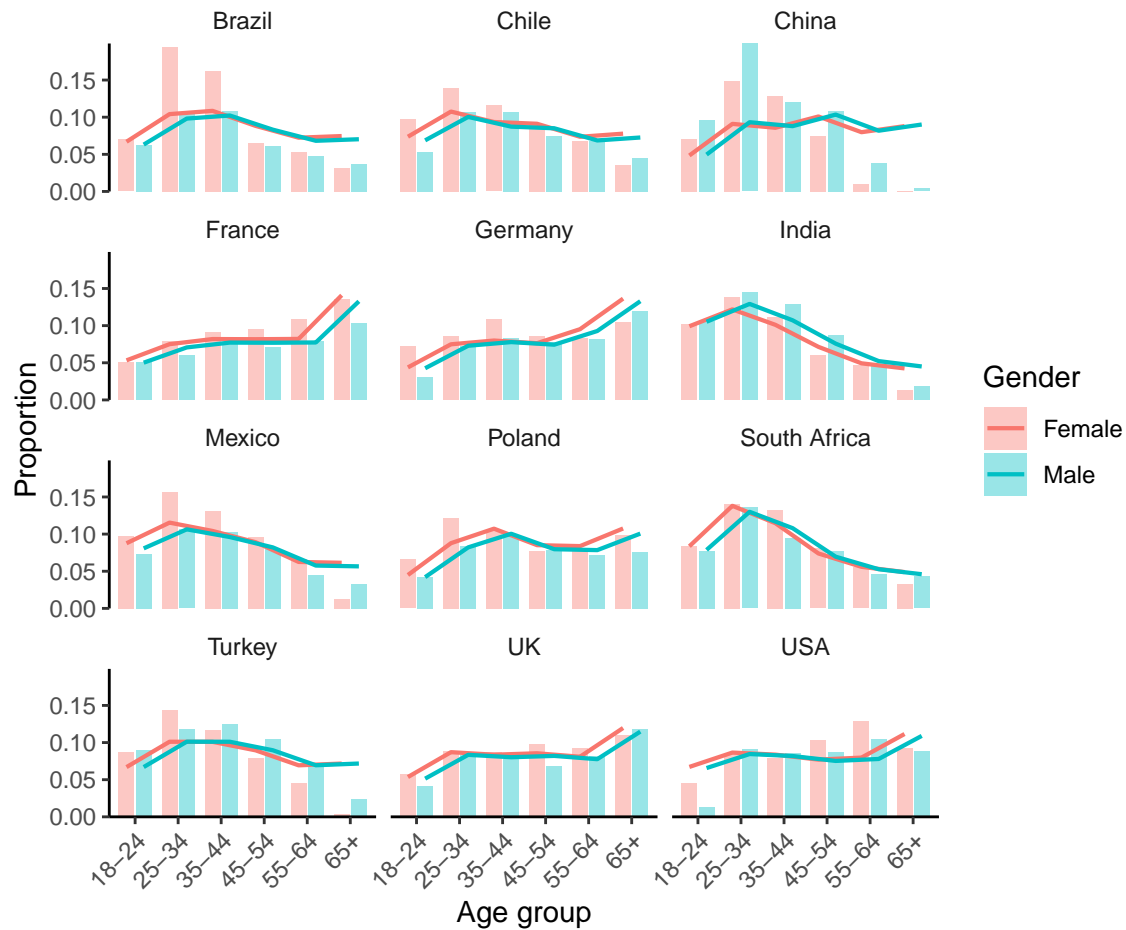 Brazil
Chile
China
0.15
0.10
0.05
0.00
France
Germany
India
0.15
0.10
0.05
0.00
Mexico
Poland
South Africa
0.15
0.10
0.05
0.00
Turkey
UK
USA
0.15
0.10
0.05
0.00
18–24
25–34
35–44
45–54
55–64
65+
18–24
25–34
35–44
45–54
55–64
65+
18–24
25–34
35–44
45–54
55–64
65+
Age group
Proportion
Gender
Female
Male